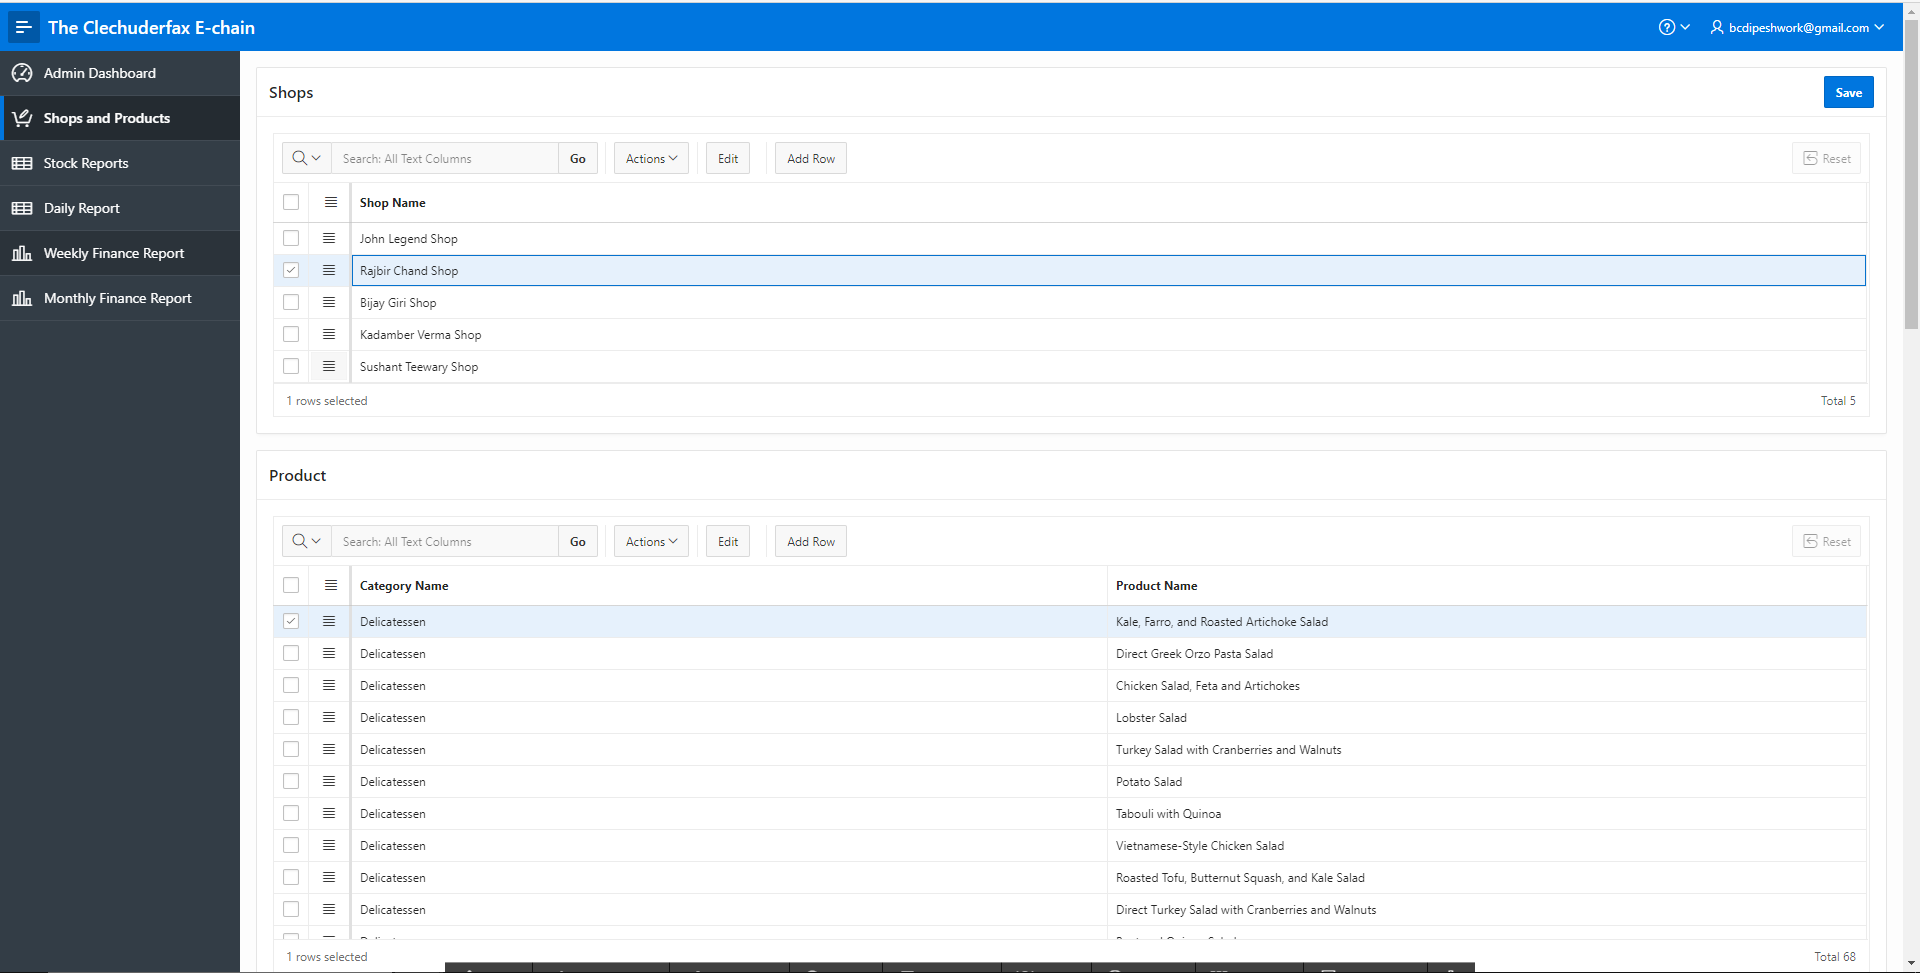 The Clechuderfax E-chain
bcdipeshwork@gmail.com
Admin Dashboard
Shops and Products
Stock Reports
Daily Report
Weekly Finance Report
Monthly Finance Report
Shops
Save
Search: All Text Columns
Go
Actions
Edit
Add Row
Reset
Shop Name
John Legend Shop
Rajbir Chand Shop
Bijay Giri Shop
Kadamber Verma Shop
Sushant Teewary Shop
1 rows selected
Total 5
Product
Search: All Text Columns
Go
Actions
Edit
Add Row
Reset
Category Name Product Name
Delicatessen Kale, Farro, and Roasted Artichoke Salad
Delicatessen Direct Greek Orzo Pasta Salad
Delicatessen Chicken Salad, Feta and Artichokes
Delicatessen Lobster Salad
Delicatessen Turkey Salad with Cranberries and Walnuts
Delicatessen Potato Salad
Delicatessen Tabouli with Quinoa
Delicatessen Vietnamese-Style Chicken Salad
Delicatessen Roasted Tofu, Butternut Squash, and Kale Salad
Delicatessen Direct Turkey Salad with Cranberries and Walnuts
1 rows selected
Total 68